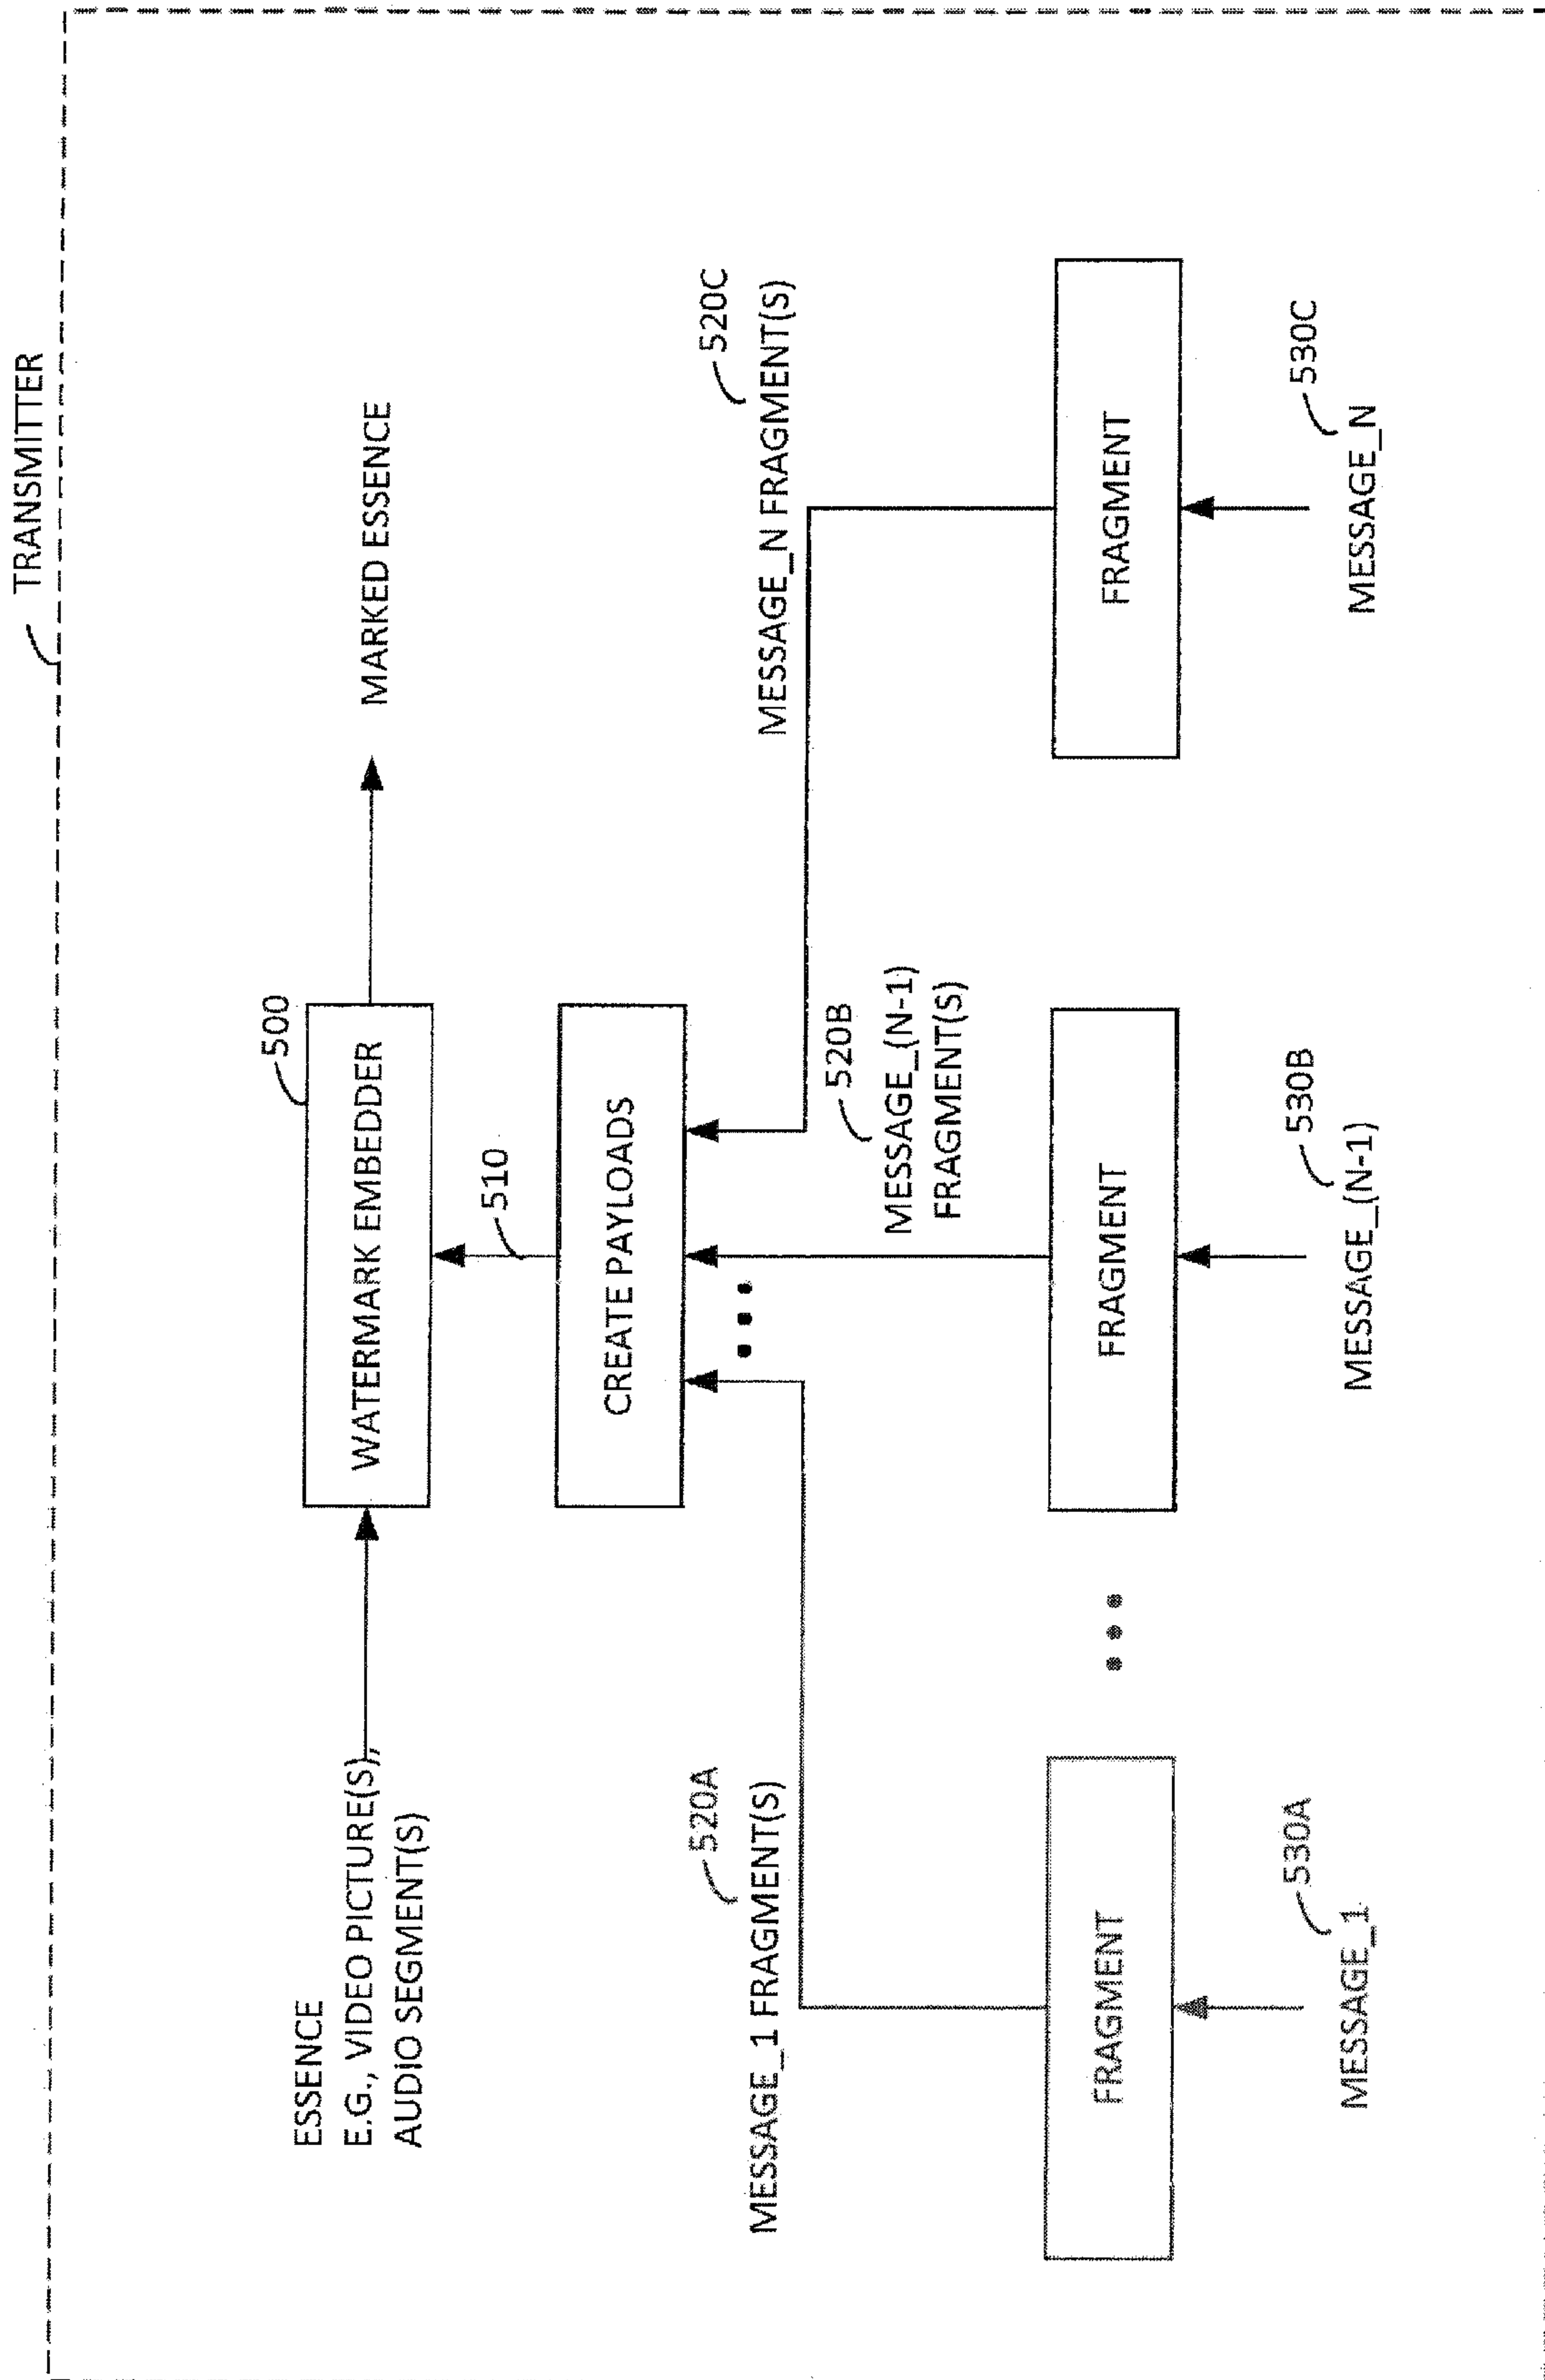 TRANSMITTER
ESSENCE
E.G., VIDEO PICTURE(S),
AUDIO SEGMENT(S)
500
WATERMARK EMBEDDER
MARKED ESSENCE
510
CREATE PAYLOADS
520A
MESSAGE_1 FRAGMENT(S)
520B
MESSAGE_(N-1)
FRAGMENT(S)
520C
MESSAGE_N FRAGMENT(S)
FRAGMENT
FRAGMENT
FRAGMENT
530A
MESSAGE_1
530B
MESSAGE_(N-1)
530C
MESSAGE_N